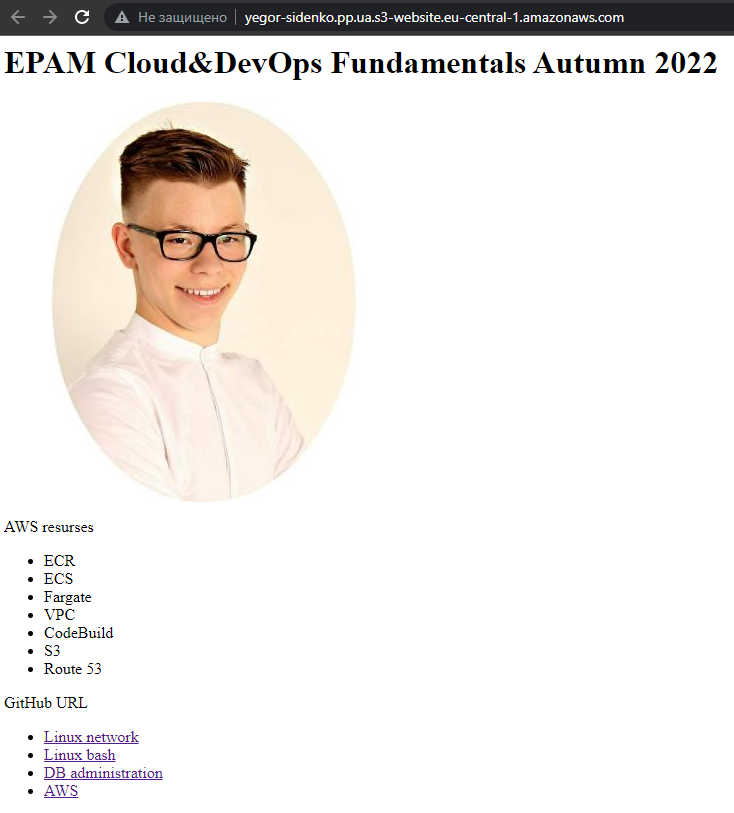 Не защищено yegor-sidenko.pp.ua.s3-website.eu-central-1.amazonaws.com
EPAM Cloud&DevOps Fundamentals Autumn 2022
AWS resurses
ECR
ECS
Fargate
VPC
CodeBuild
S3
Route 53
GitHub URL
Linux network
Linux bash
DB administration
AWS